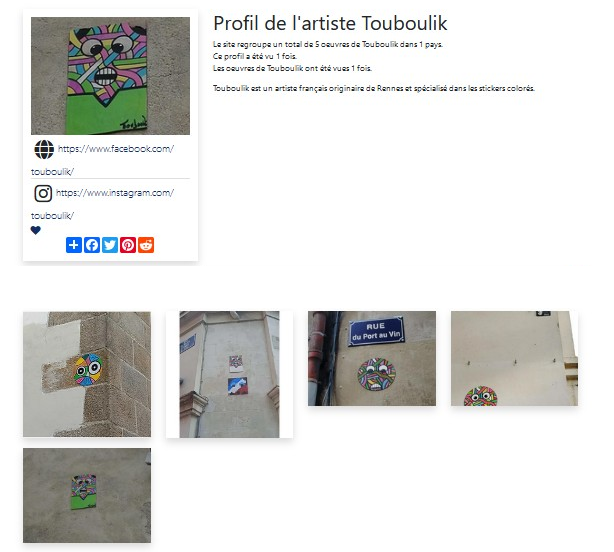 Profil de l'artiste Touboulik
Le site regroupe un total de 5 oeuvres de Touboulik dans 1 pays.
Ce profil a été vu 1 fois.
Les oeuvres de Touboulik ont été vues 1 fois.
Touboulik est un artiste français originaire de Rennes et spécialisé dans les stickers colorés.
https://www.facebook.com/
touboulik/
https://www.instagram.com/
touboulik/
RUE
du Port au Vin